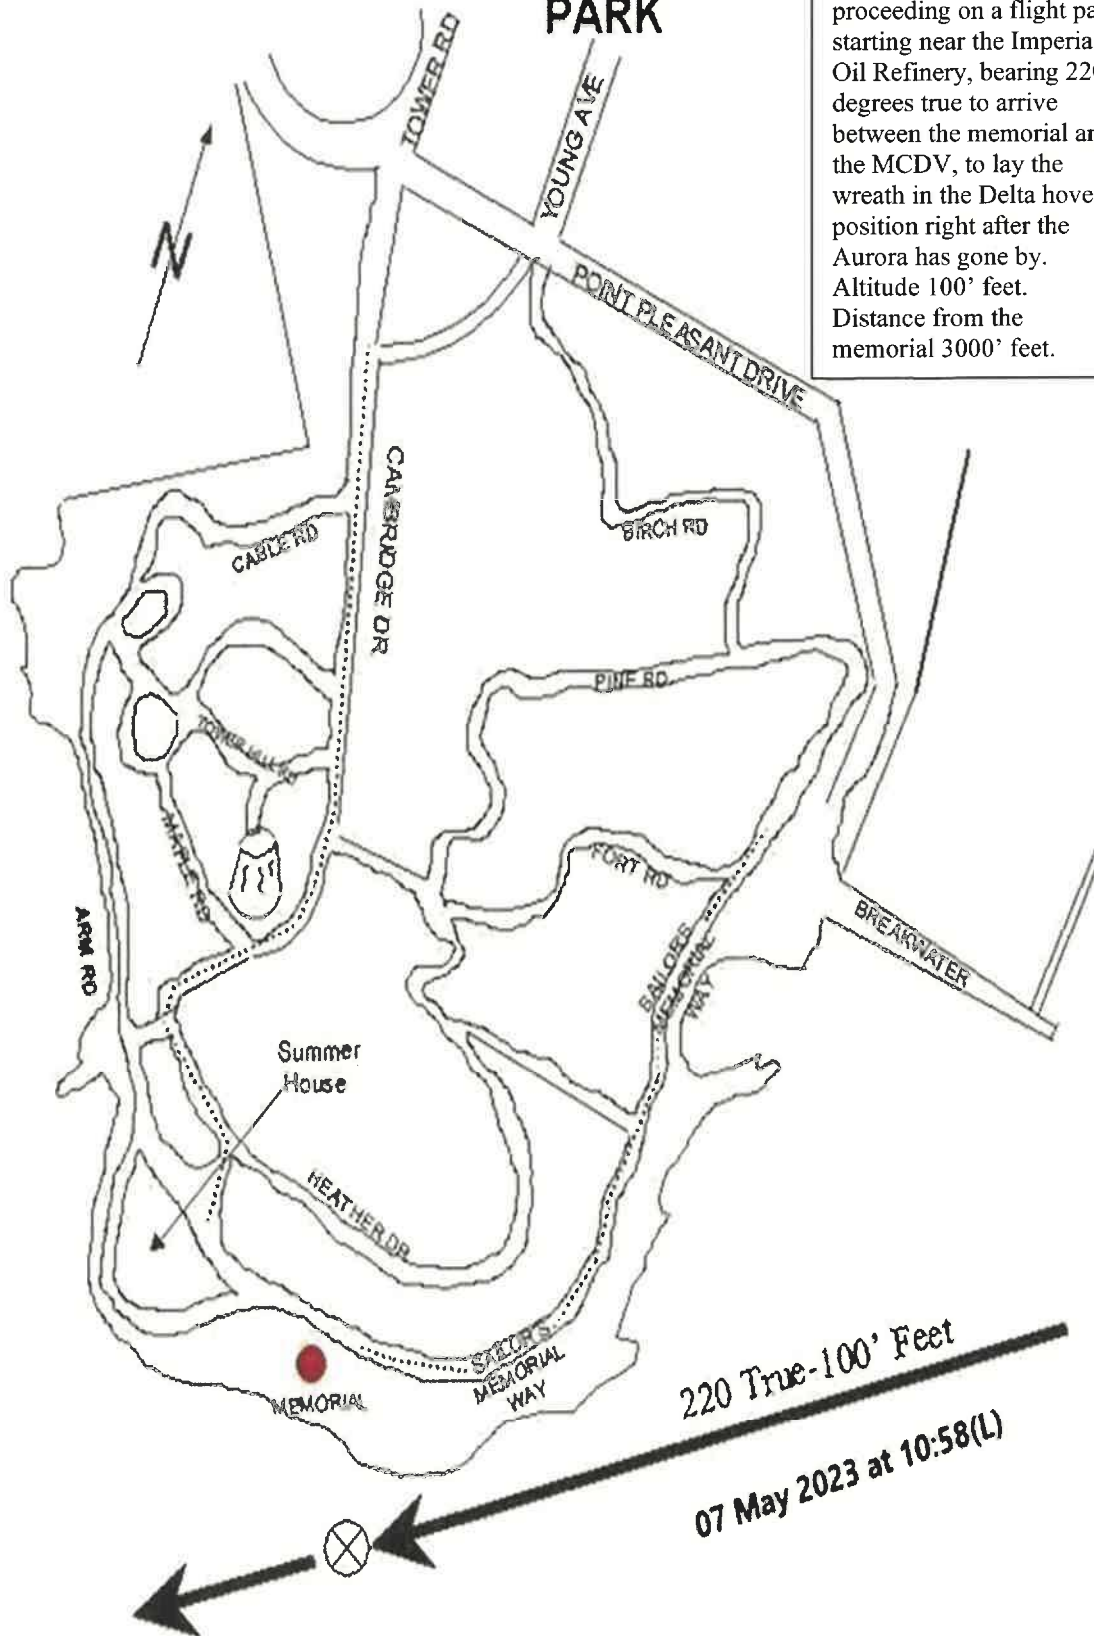 PARK
proceeding on a flight pa
starting near the Imperia
Oil Refinery, bearing 220
degrees true to arrive
between the memorial an
the MCDV, to lay the
wreath in the Delta hove
position right after the
Aurora has gone by.
Altitude 100' feet.
Distance from the
memorial 3000' feet.
TOWER RD
YOUNG AVE
N
POINT PLEASANT DRIVE
CAMBRIDGE DR
CABLE RD
BIRCH RD
PINE RD
TOWER HILL RD
MAPLE RD
FORT RD
ARM RD
SAILORS
MEMORIAL
WAY
BREAKWATER
Summer
House
HEATHER DR
SAILOR'S
MEMORIAL
WAY
MEMORIAL
220 True-100' Feet
07 May 2023 at 10:58(L)